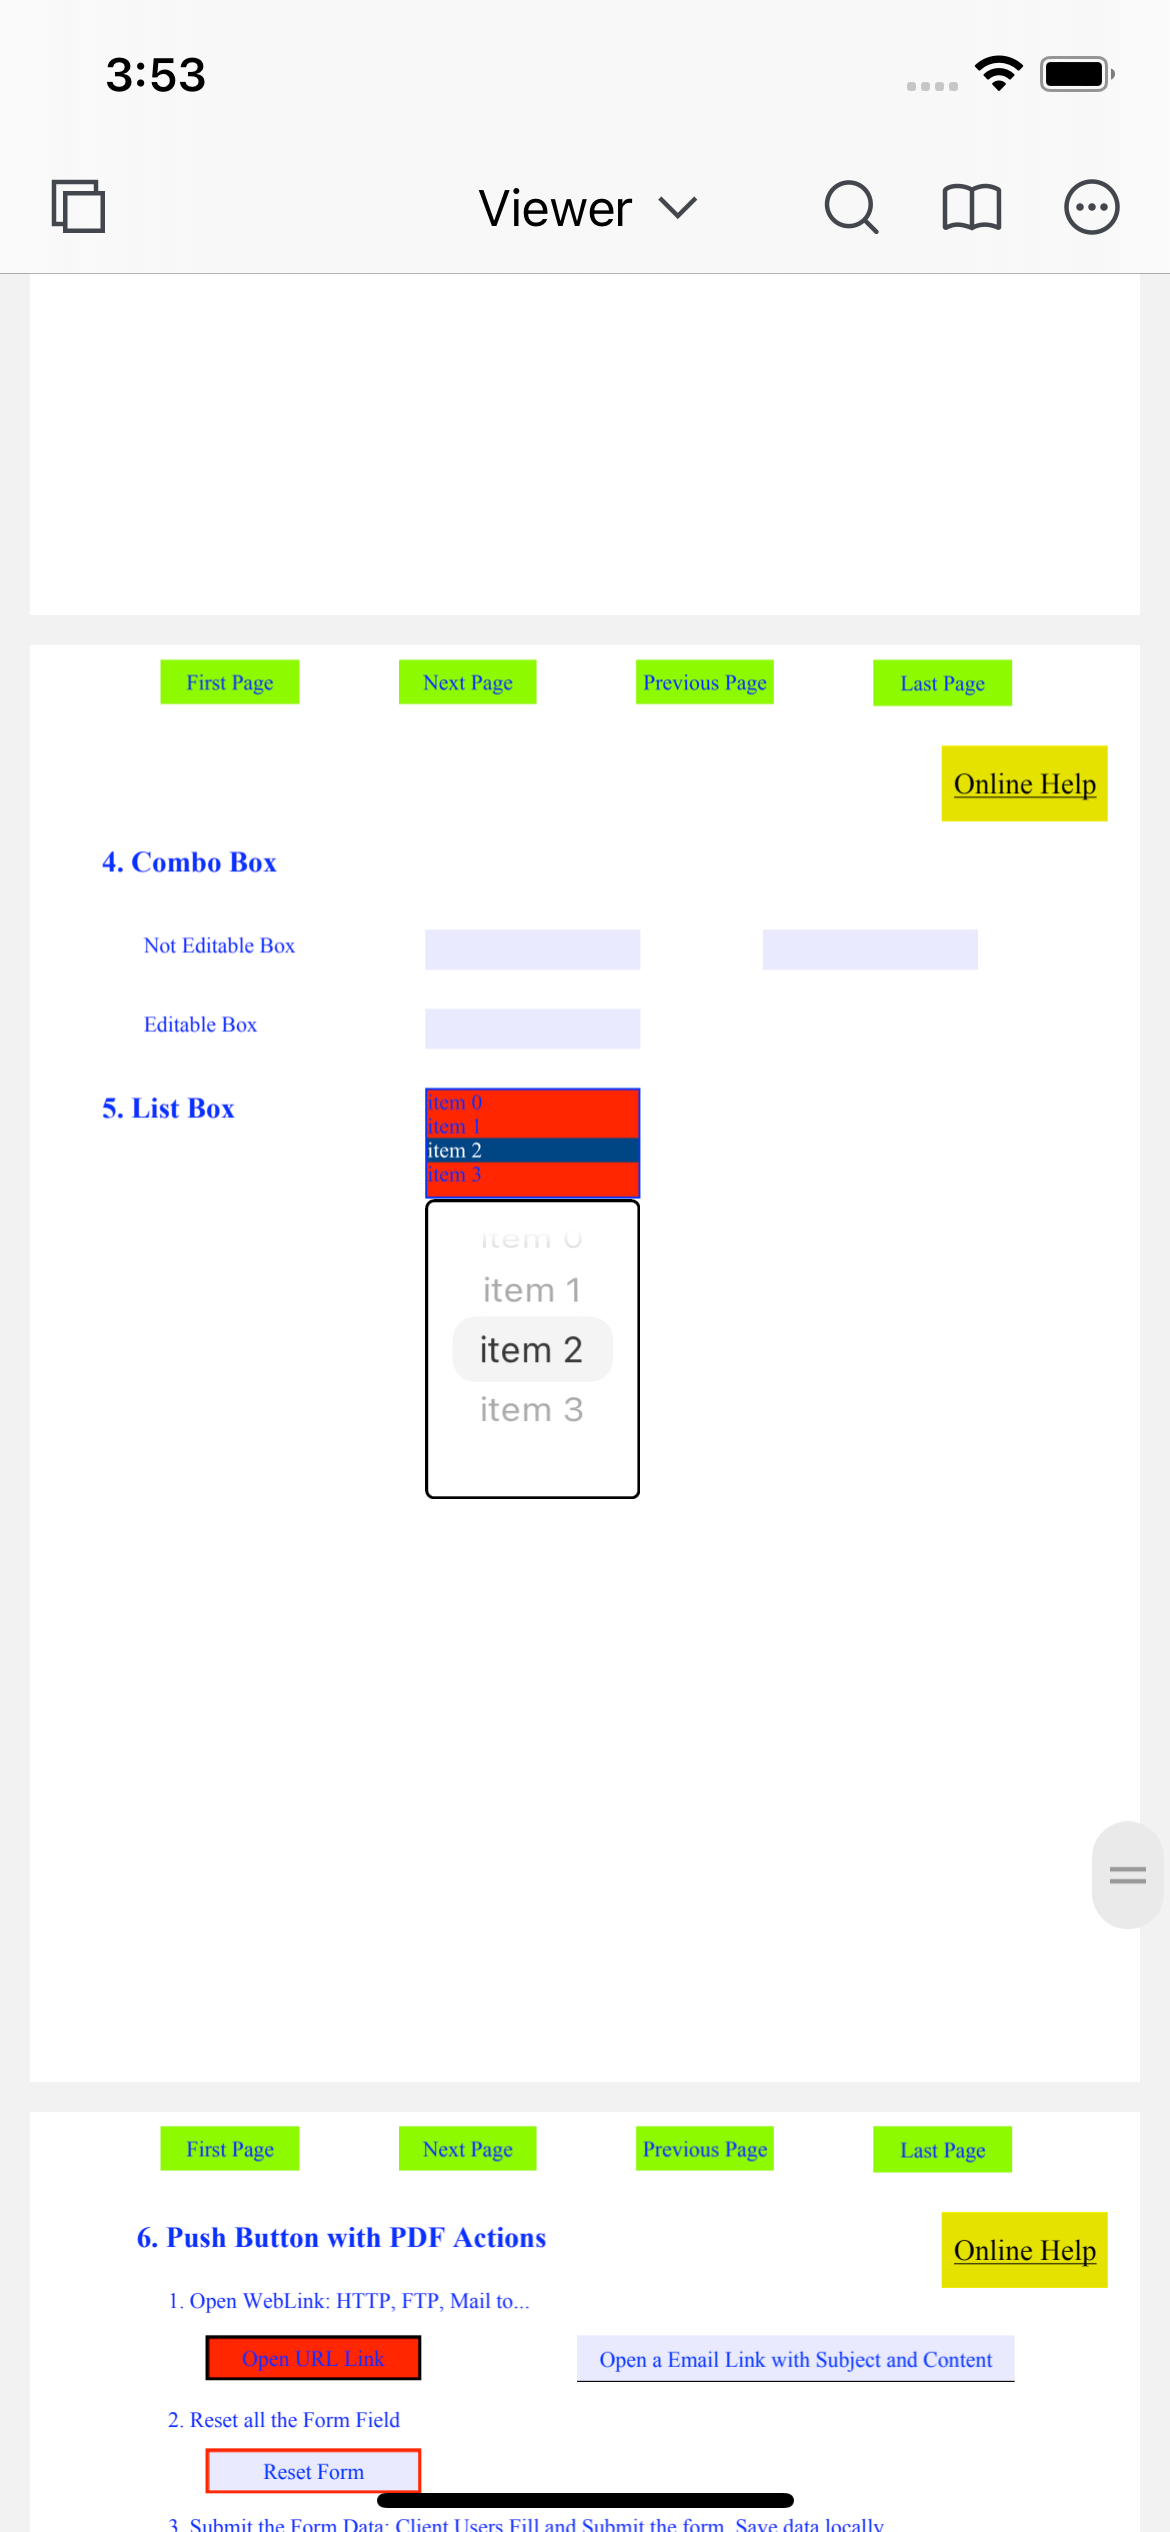 3:53
Viewer
First Page Next Page Previous Page Last Page
Online Help
4. Combo Box
Not Editable Box
Editable Box
5. List Box
item 0
item 1
item 2
item 3
item 0
item 1
item 2
item 3
First Page Next Page Previous Page Last Page
6. Push Button with PDF Actions
Online Help
1. Open WebLink: HTTP, FTP, Mail to...
Open URL Link Open a Email Link with Subject and Content
2. Reset all the Form Field
Reset Form
3. Submit the Form Data: Client Users Fill and Submit the form, Save data locally